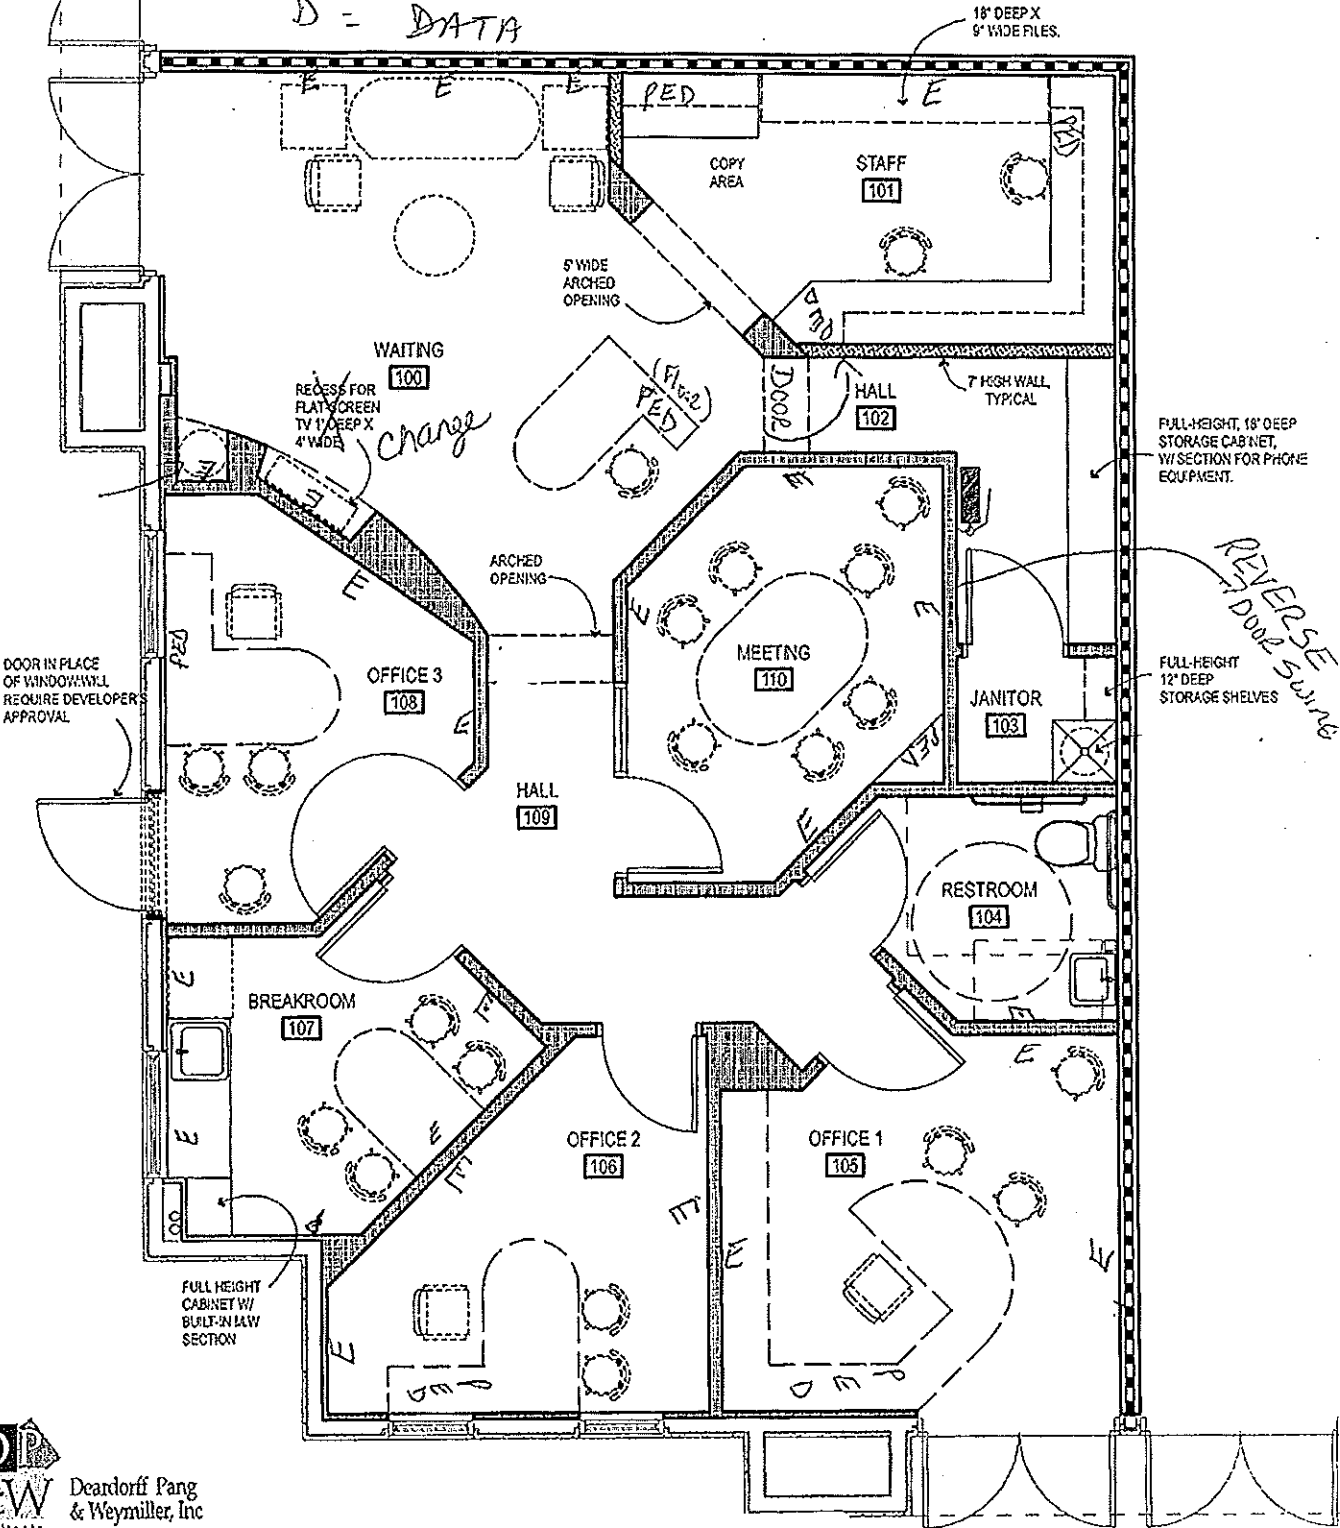 D = DATA
18" DEEP X
9" WIDE FILES.
E
E
E
PED
E
PED
COPY
AREA
STAFF
101
5' WIDE
ARCHED
OPENING
PED
WAITING
100
RECESS FOR
FLAT SCREEN
TV 1' DEEP X
4' WIDE
Change
(Floor)
PED
DOOR
HALL
102
7' HIGH WALL
TYPICAL
FULL-HEIGHT, 18" DEEP
STORAGE CABINET,
W/ SECTION FOR PHONE
EQUIPMENT.
E
E
E
E
ARCHED
OPENING
E
E
REVERSE
DOOR SWING
PED
DOOR IN PLACE
OF WINDOW WILL
REQUIRE DEVELOPER'S
APPROVAL
OFFICE 3
108
E
MEETING
110
PED
JANITOR
103
FULL-HEIGHT
12" DEEP
STORAGE SHELVES
HALL
109
E
RESTROOM
104
E
E
BREAKROOM
107
E
E
E
E
E
OFFICE 2
106
OFFICE 1
105
E
E
E
FULL HEIGHT
CABINET W/
BUILT-IN M/W
SECTION
E
PED
PED
DP
W
Deardorff Pang
& Weymiller, Inc